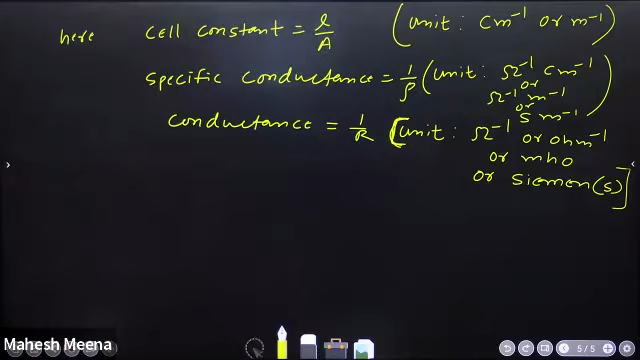 here cell constant = l/A (unit: cm⁻¹ or m⁻¹)
specific conductance = 1/ρ (unit: Ω⁻¹ cm⁻¹
or
Ω⁻¹ m⁻¹
or
S m⁻¹)
conductance = 1/R [unit: Ω⁻¹ or ohm⁻¹
or mho
or siemen(s)]
Mahesh Meena
5/5